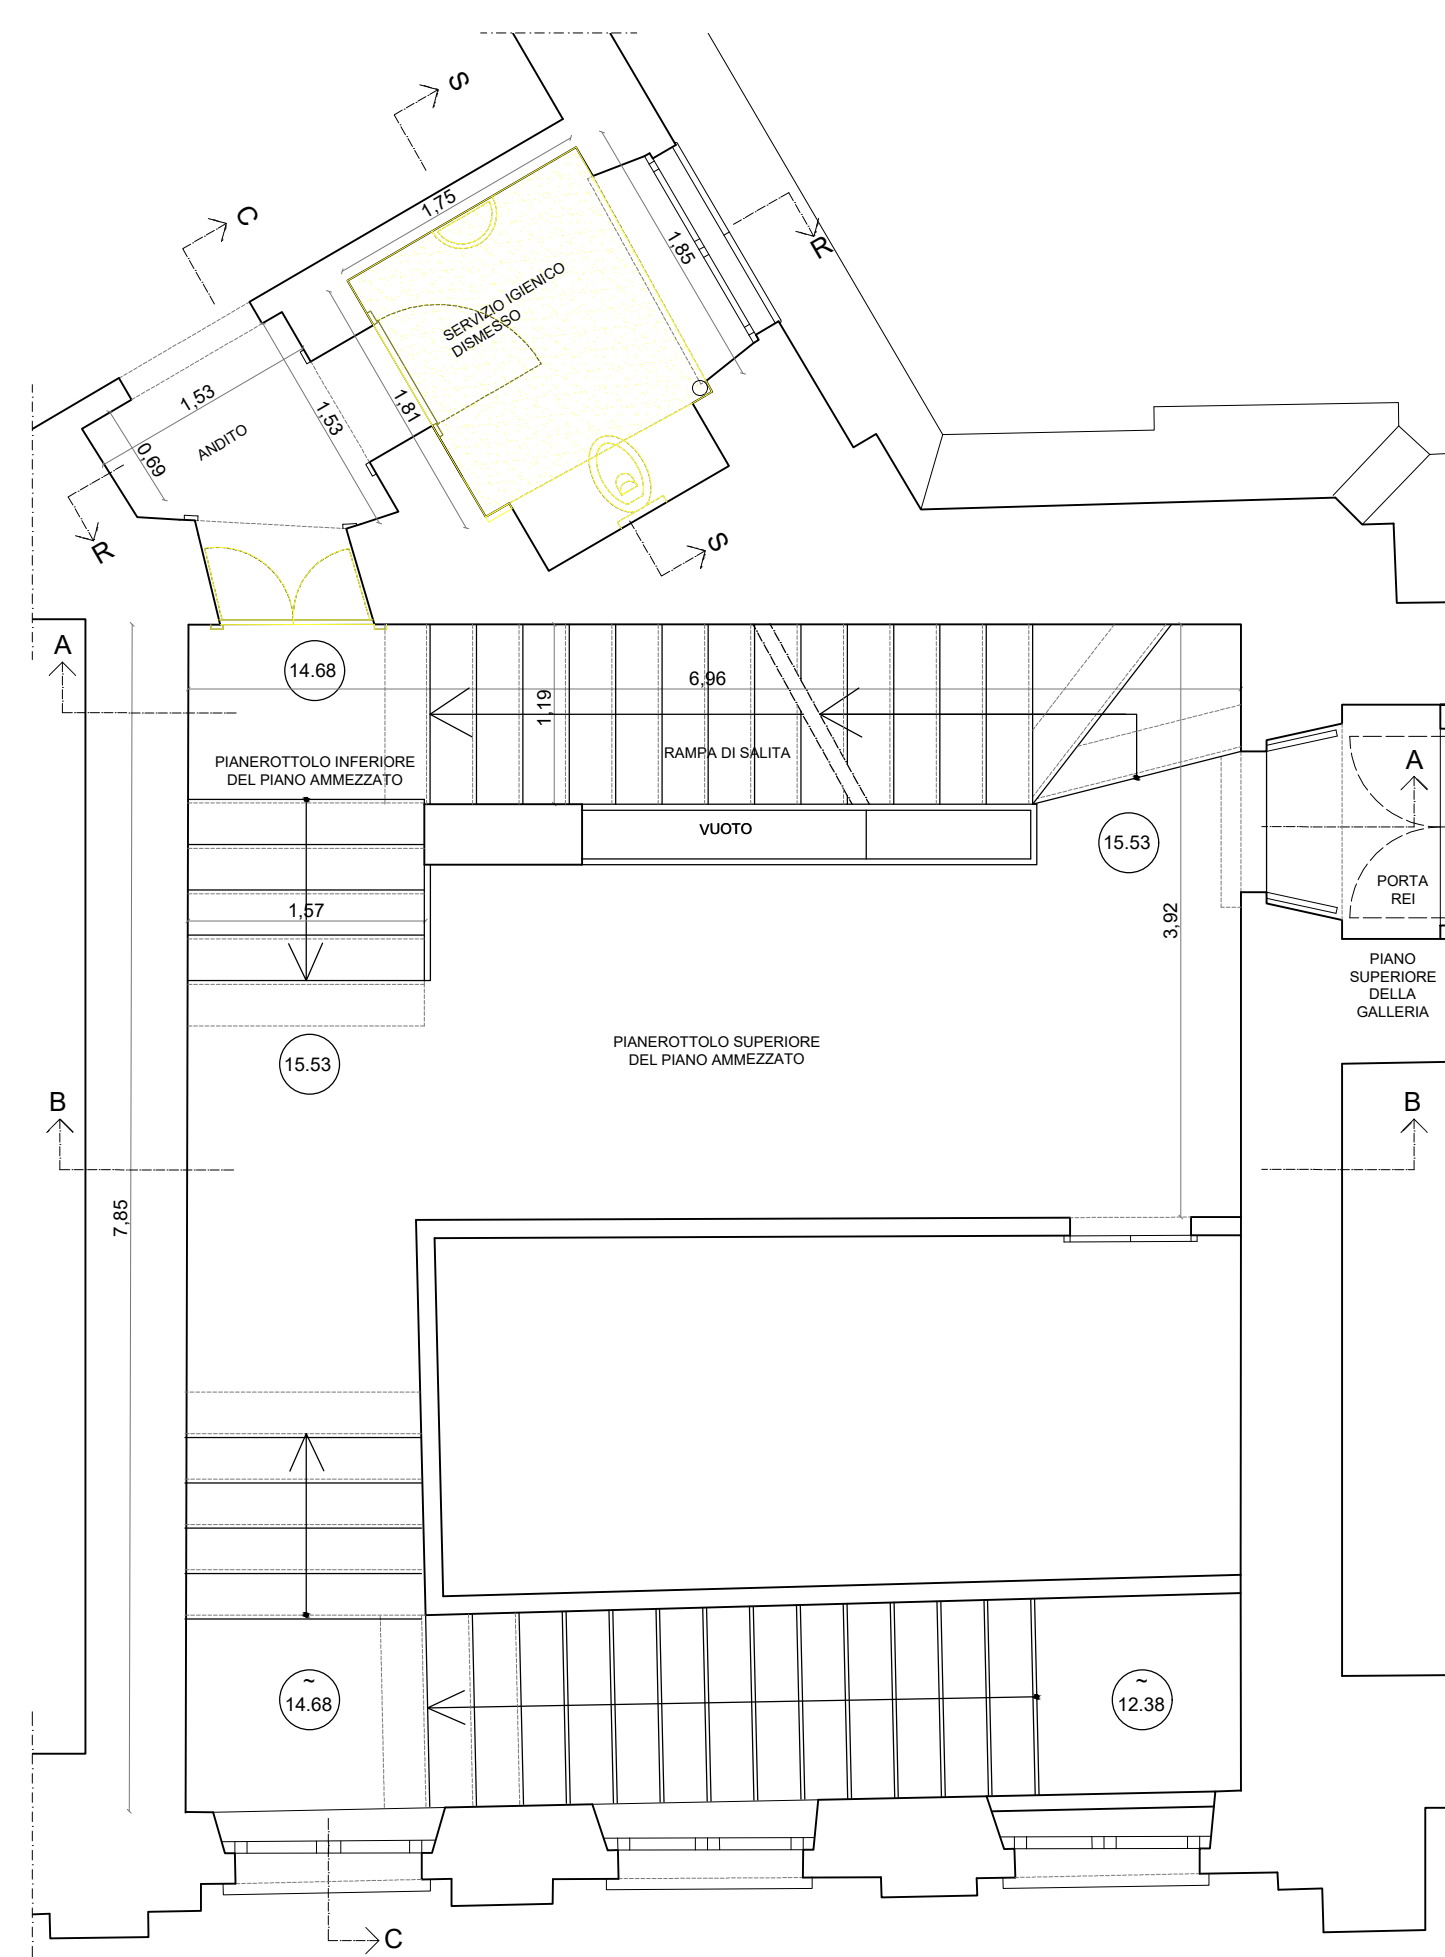 S
C
1,75
1,85
R
SERVIZIO IGIENICO
DISMESSO
1,53
1,53
1,81
ANDITO
0,69
R
S
A
14.68
6,96
1,19
RAMPA DI SALITA
PIANEROTTOLO INFERIORE
DEL PIANO AMMEZZATO
A
VUOTO
15.53
PORTA
REI
1,57
3,92
PIANO
SUPERIORE
DELLA
GALLERIA
PIANEROTTOLO SUPERIORE
DEL PIANO AMMEZZATO
15.53
B
B
7,85
~
14.68
~
12.38
C